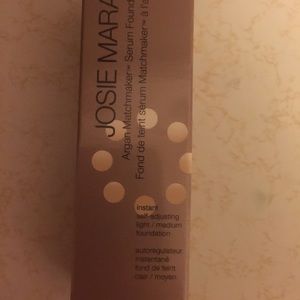 JOSIE MARA
Argan Matchmaker™ Serum Found
Fond de teint sérum Matchmaker™ à l'a
instant
self-adjusting
light / medium
foundation
autorégulateur
instantané
fond de teint
clair / moyen